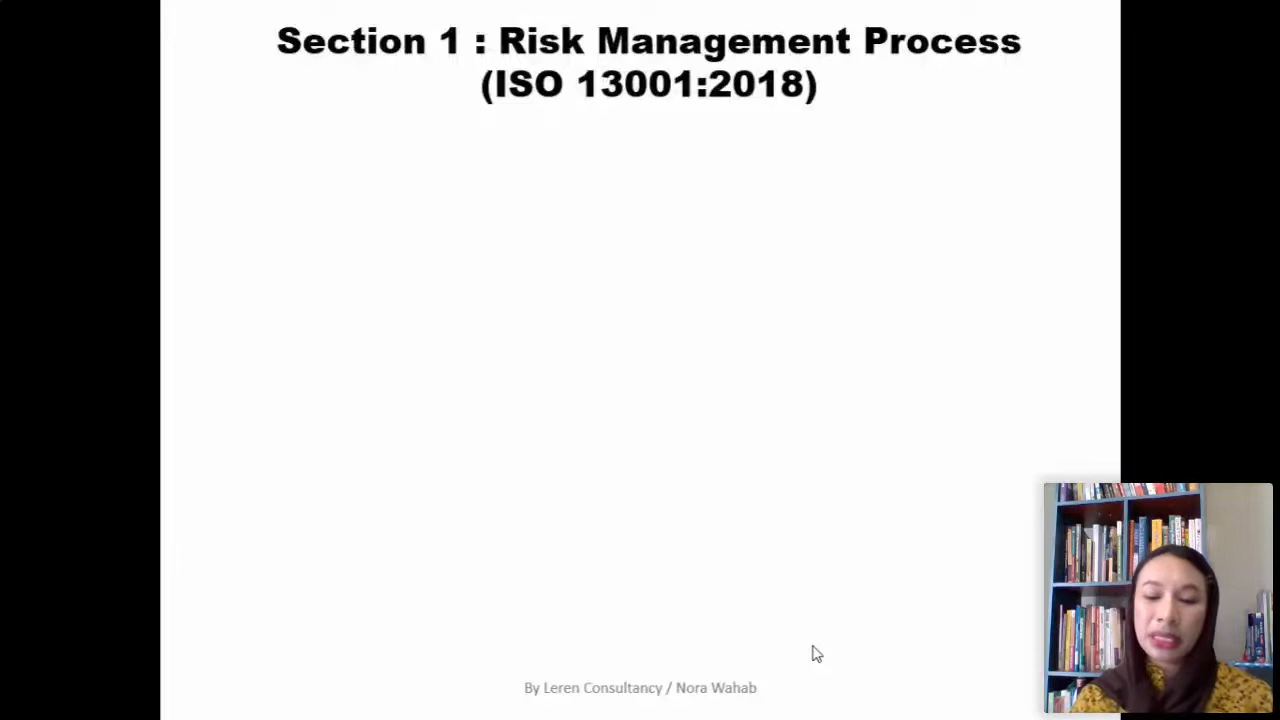 Section 1 : Risk Management Process
(ISO 13001:2018)
By Leren Consultancy / Nora Wahab